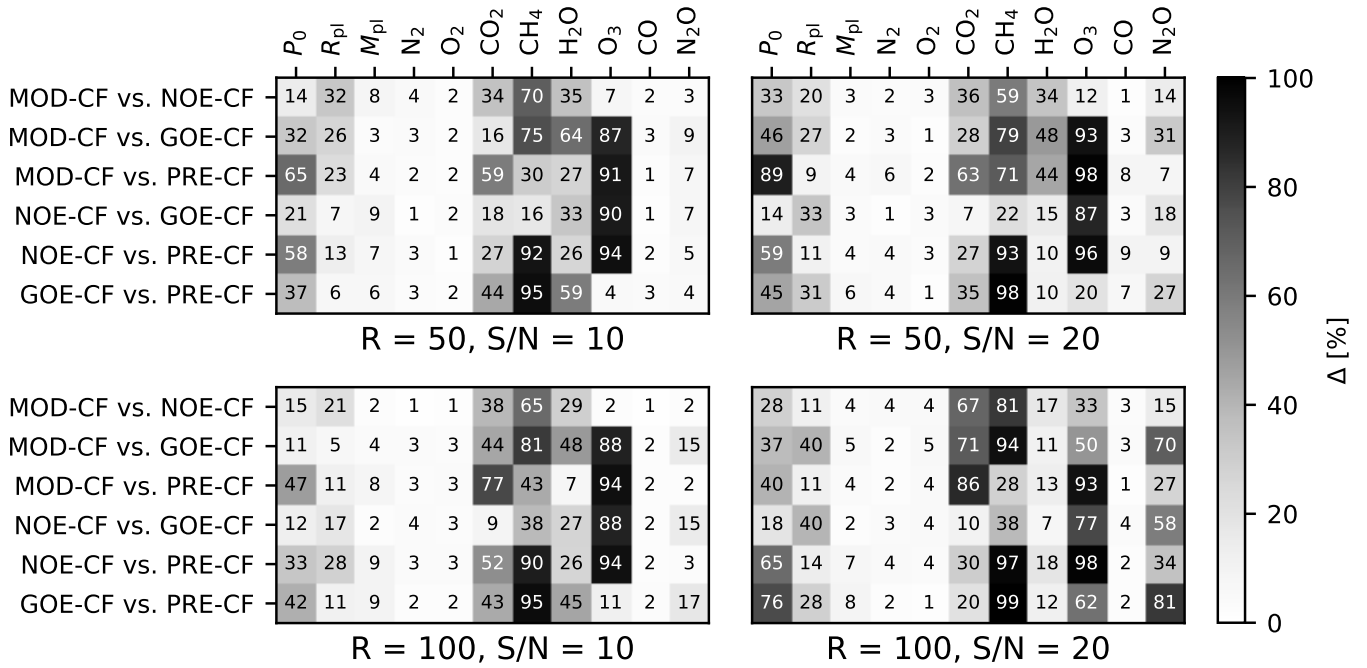 P₀ Rₚₗ Mₚₗ N₂ O₂ CO₂ CH₄ H₂O O₃ CO N₂O
P₀ Rₚₗ Mₚₗ N₂ O₂ CO₂ CH₄ H₂O O₃ CO N₂O
MOD-CF vs. NOE-CF 14 32 8 4 2 34 70 35 7 2 3
MOD-CF vs. GOE-CF 32 26 3 3 2 16 75 64 87 3 9
MOD-CF vs. PRE-CF 65 23 4 2 2 59 30 27 91 1 7
NOE-CF vs. GOE-CF 21 7 9 1 2 18 16 33 90 1 7
NOE-CF vs. PRE-CF 58 13 7 3 1 27 92 26 94 2 5
GOE-CF vs. PRE-CF 37 6 6 3 2 44 95 59 4 3 4
R = 50, S/N = 10
33 20 3 2 3 36 59 34 12 1 14
46 27 2 3 1 28 79 48 93 3 31
89 9 4 6 2 63 71 44 98 8 7
14 33 3 1 3 7 22 15 87 3 18
59 11 4 4 3 27 93 10 96 9 9
45 31 6 4 1 35 98 10 20 7 27
R = 50, S/N = 20
MOD-CF vs. NOE-CF 15 21 2 1 1 38 65 29 2 1 2
MOD-CF vs. GOE-CF 11 5 4 3 3 44 81 48 88 2 15
MOD-CF vs. PRE-CF 47 11 8 3 3 77 43 7 94 2 2
NOE-CF vs. GOE-CF 12 17 2 4 3 9 38 27 88 2 15
NOE-CF vs. PRE-CF 33 28 9 3 3 52 90 26 94 2 3
GOE-CF vs. PRE-CF 42 11 9 2 2 43 95 45 11 2 17
R = 100, S/N = 10
28 11 4 4 4 67 81 17 33 3 15
37 40 5 2 5 71 94 11 50 3 70
40 11 4 2 4 86 28 13 93 1 27
18 40 2 3 4 10 38 7 77 4 58
65 14 7 4 4 30 97 18 98 2 34
76 28 8 2 1 20 99 12 62 2 81
R = 100, S/N = 20
100
80
60
40
20
0
Δ [%]